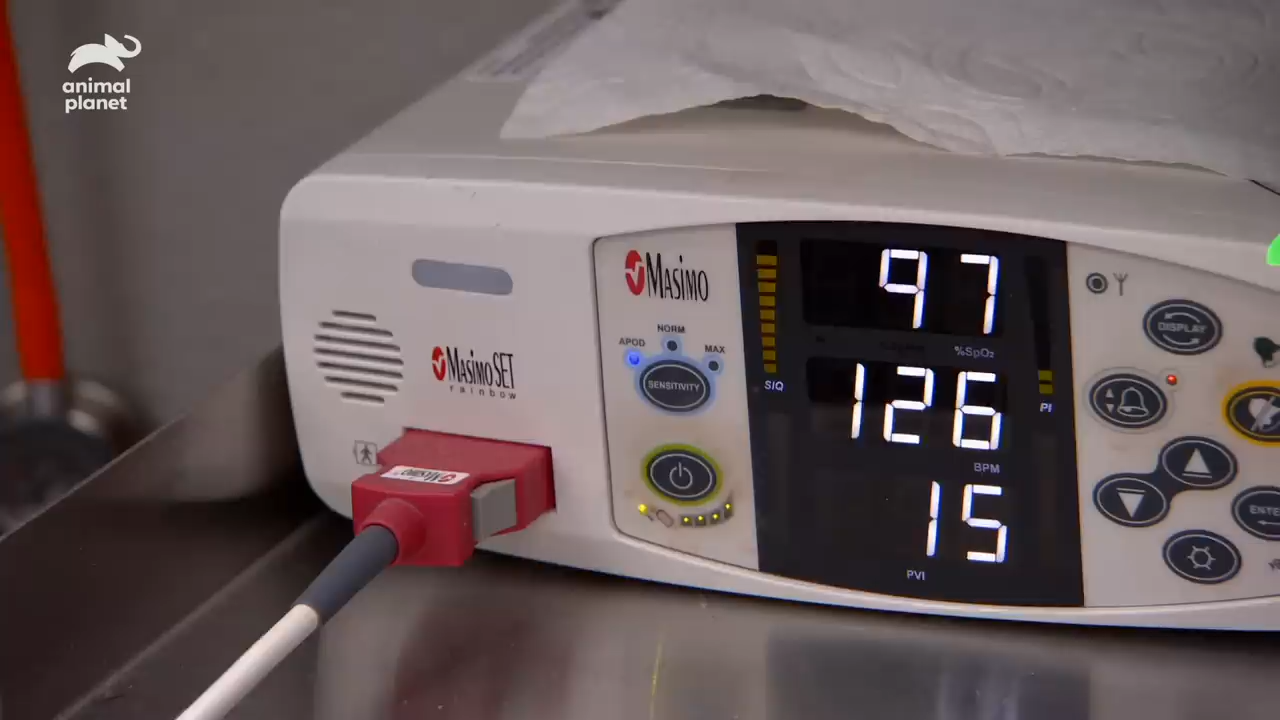 animal
planet
MASIMO
NORM
APOD
MAX
SENSITIVITY
SIQ
97
%SpO₂
126
BPM
15
PVI
PI
DISPLAY
MASIMO SET
rainbow
MASIMO